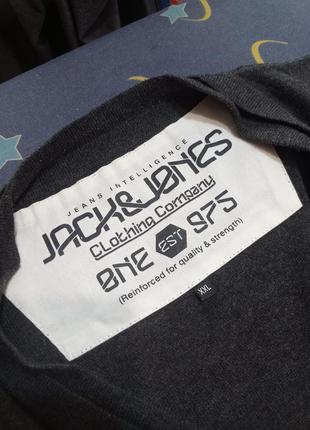 JEANS INTELLIGENCE
JACK&JONES
Clothing Company
ONE EST 975
(Reinforced for quality & strength)
XXL